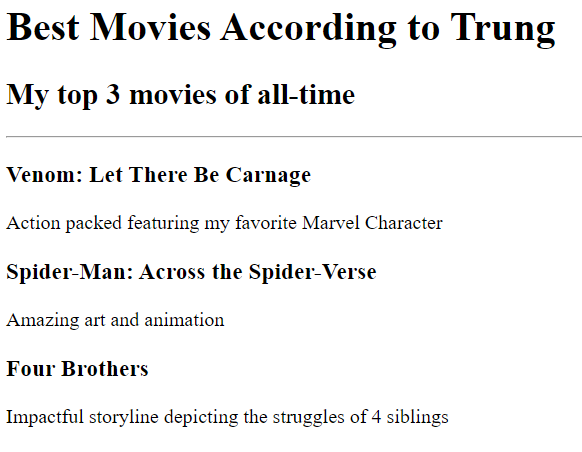 Best Movies According to Trung
My top 3 movies of all-time
Venom: Let There Be Carnage
Action packed featuring my favorite Marvel Character
Spider-Man: Across the Spider-Verse
Amazing art and animation
Four Brothers
Impactful storyline depicting the struggles of 4 siblings